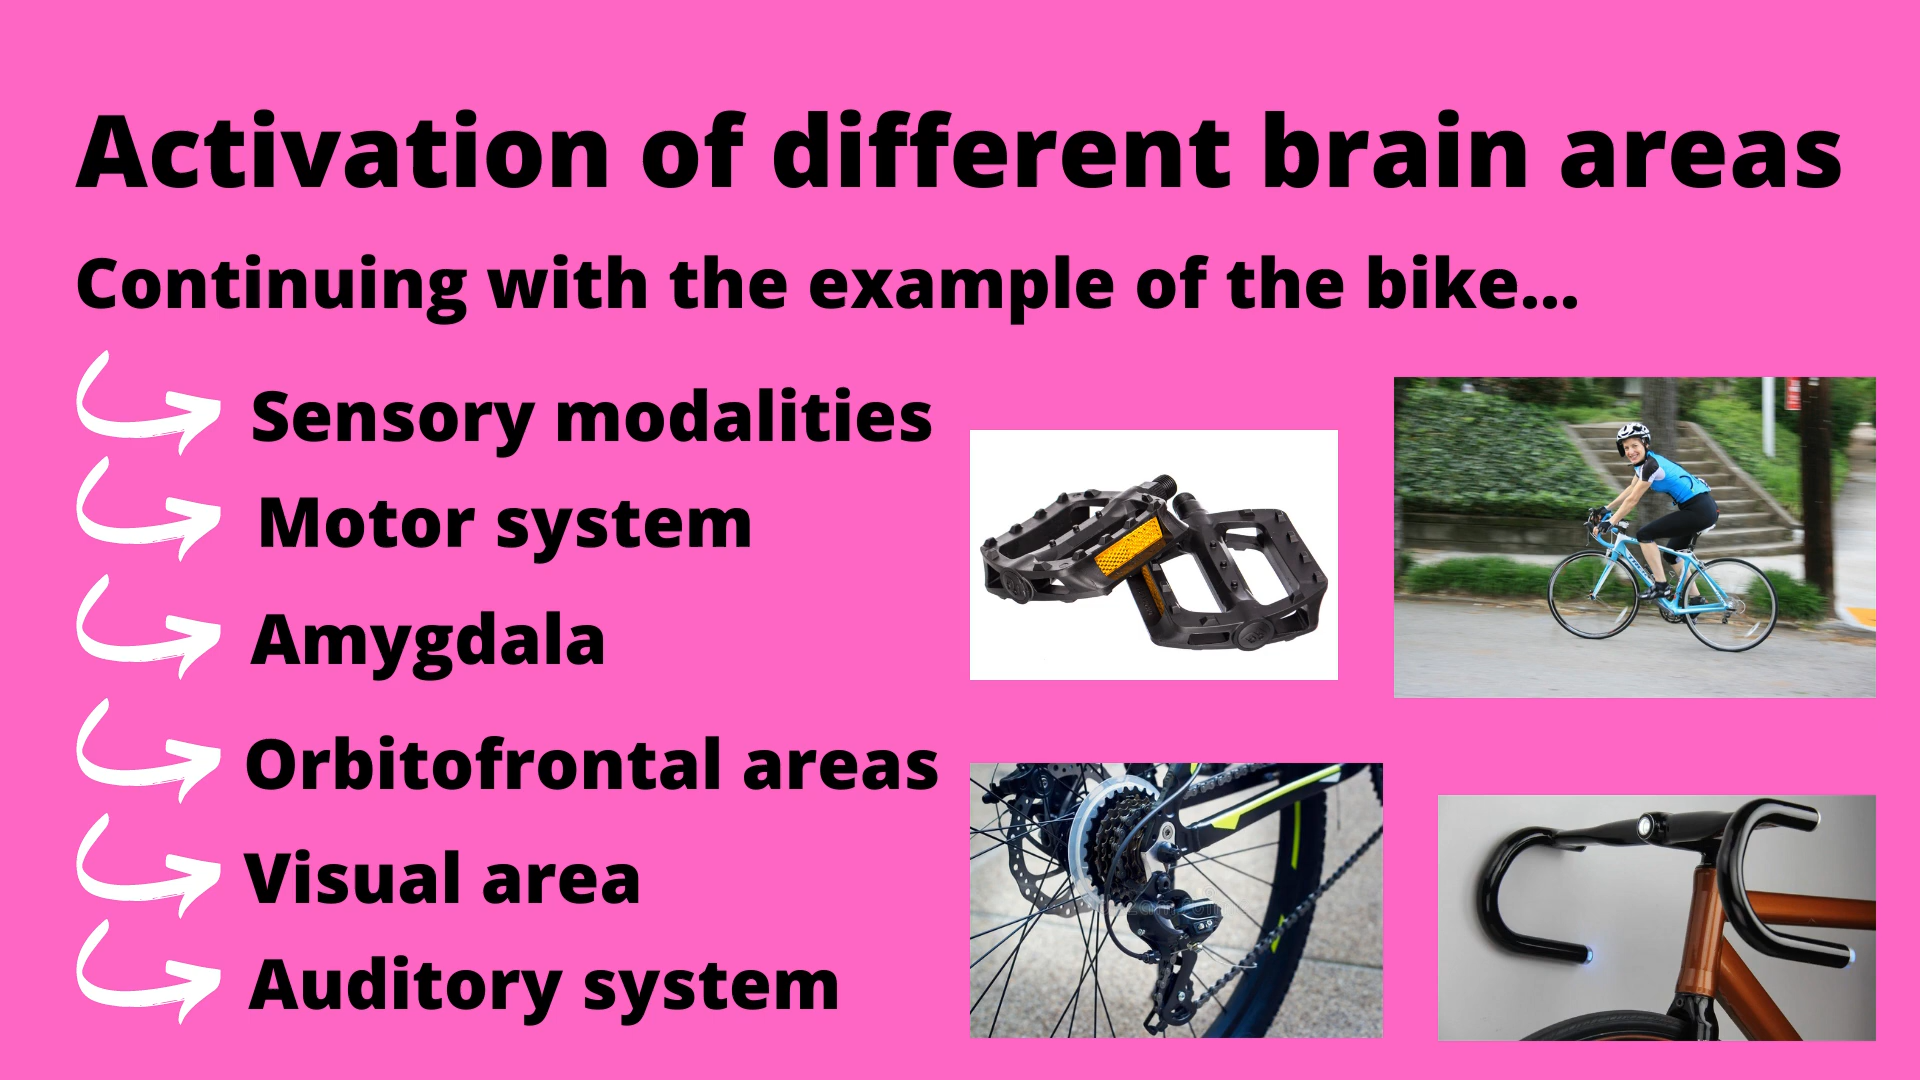 Activation of different brain areas
Continuing with the example of the bike...
Sensory modalities
Motor system
Amygdala
Orbitofrontal areas
Visual area
Auditory system